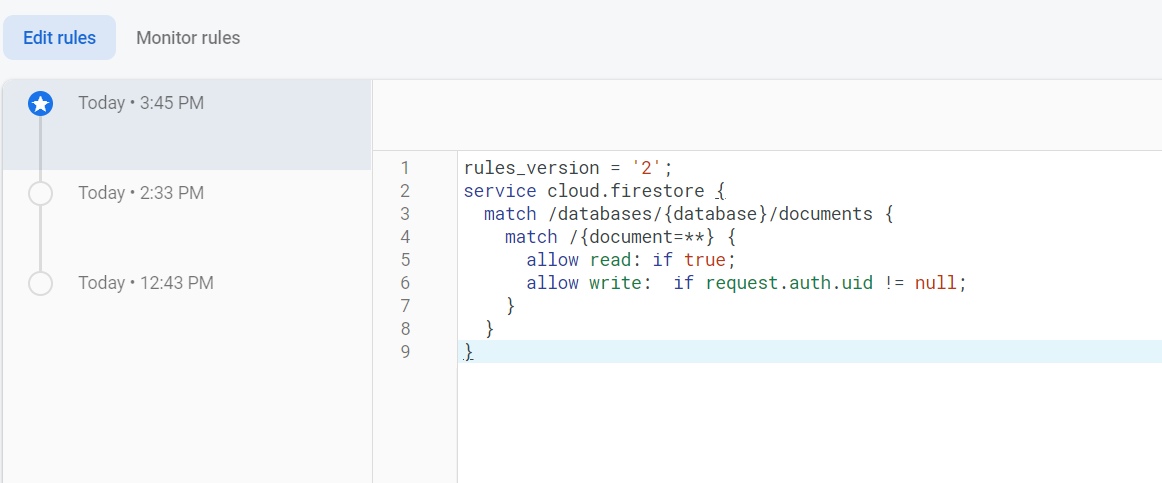 Edit rules Monitor rules
Today • 3:45 PM
Today • 2:33 PM
Today • 12:43 PM
1 rules_version = '2';
2 service cloud.firestore {
3   match /databases/{database}/documents {
4     match /{document=**} {
5       allow read: if true;
6       allow write:  if request.auth.uid != null;
7     }
8   }
9 }